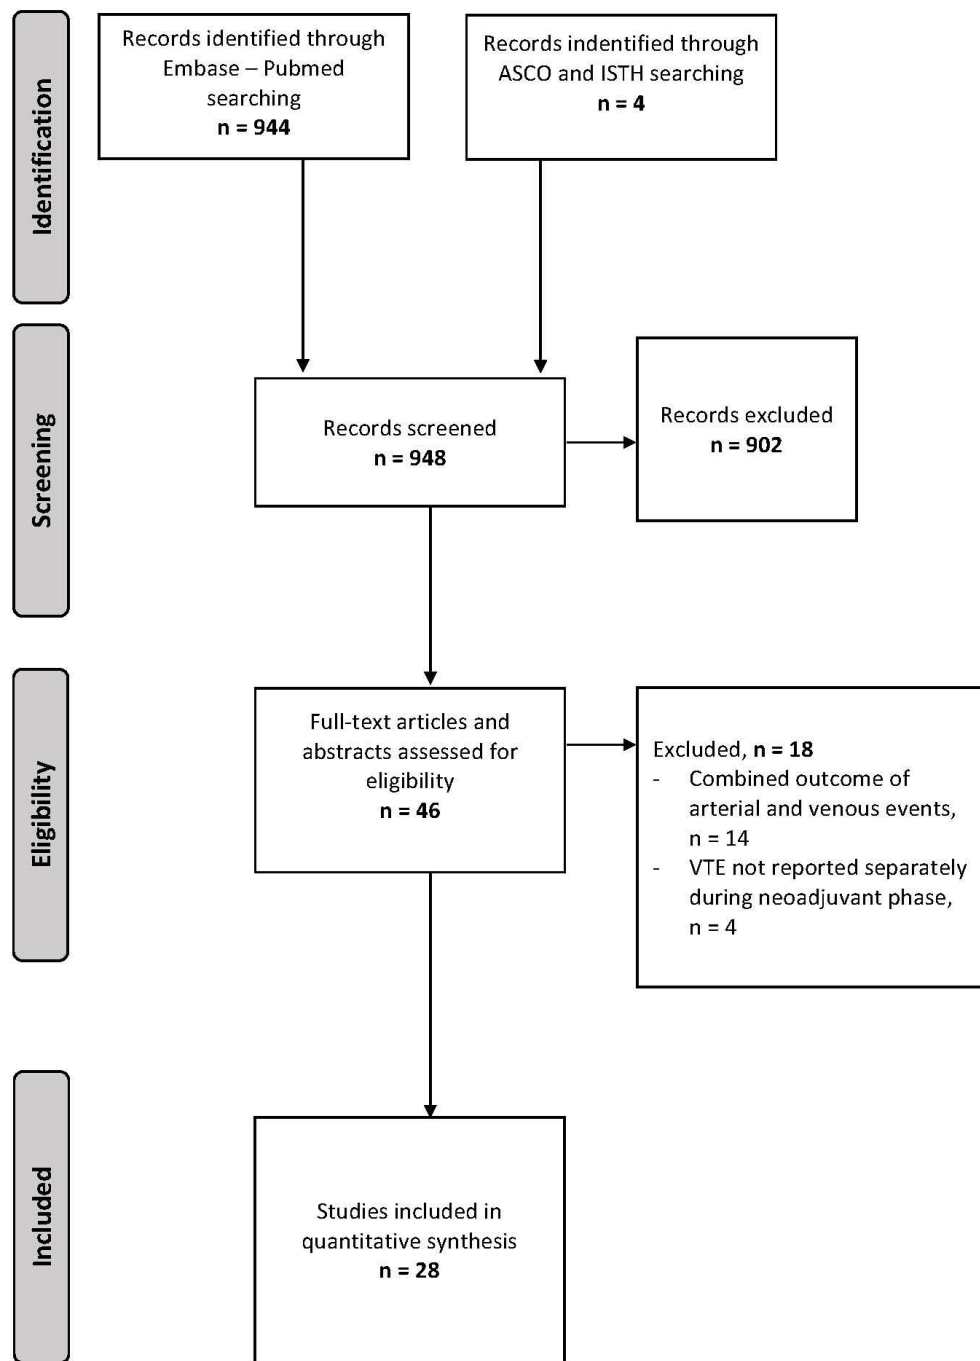 Identification
Records identified through
Embase – Pubmed
searching
n = 944
Records indentified through
ASCO and ISTH searching
n = 4
Screening
Records screened
n = 948
Records excluded
n = 902
Eligibility
Full-text articles and
abstracts assessed for
eligibility
n = 46
Excluded, n = 18
- Combined outcome of
arterial and venous events,
n = 14
- VTE not reported separately
during neoadjuvant phase,
n = 4
Included
Studies included in
quantitative synthesis
n = 28